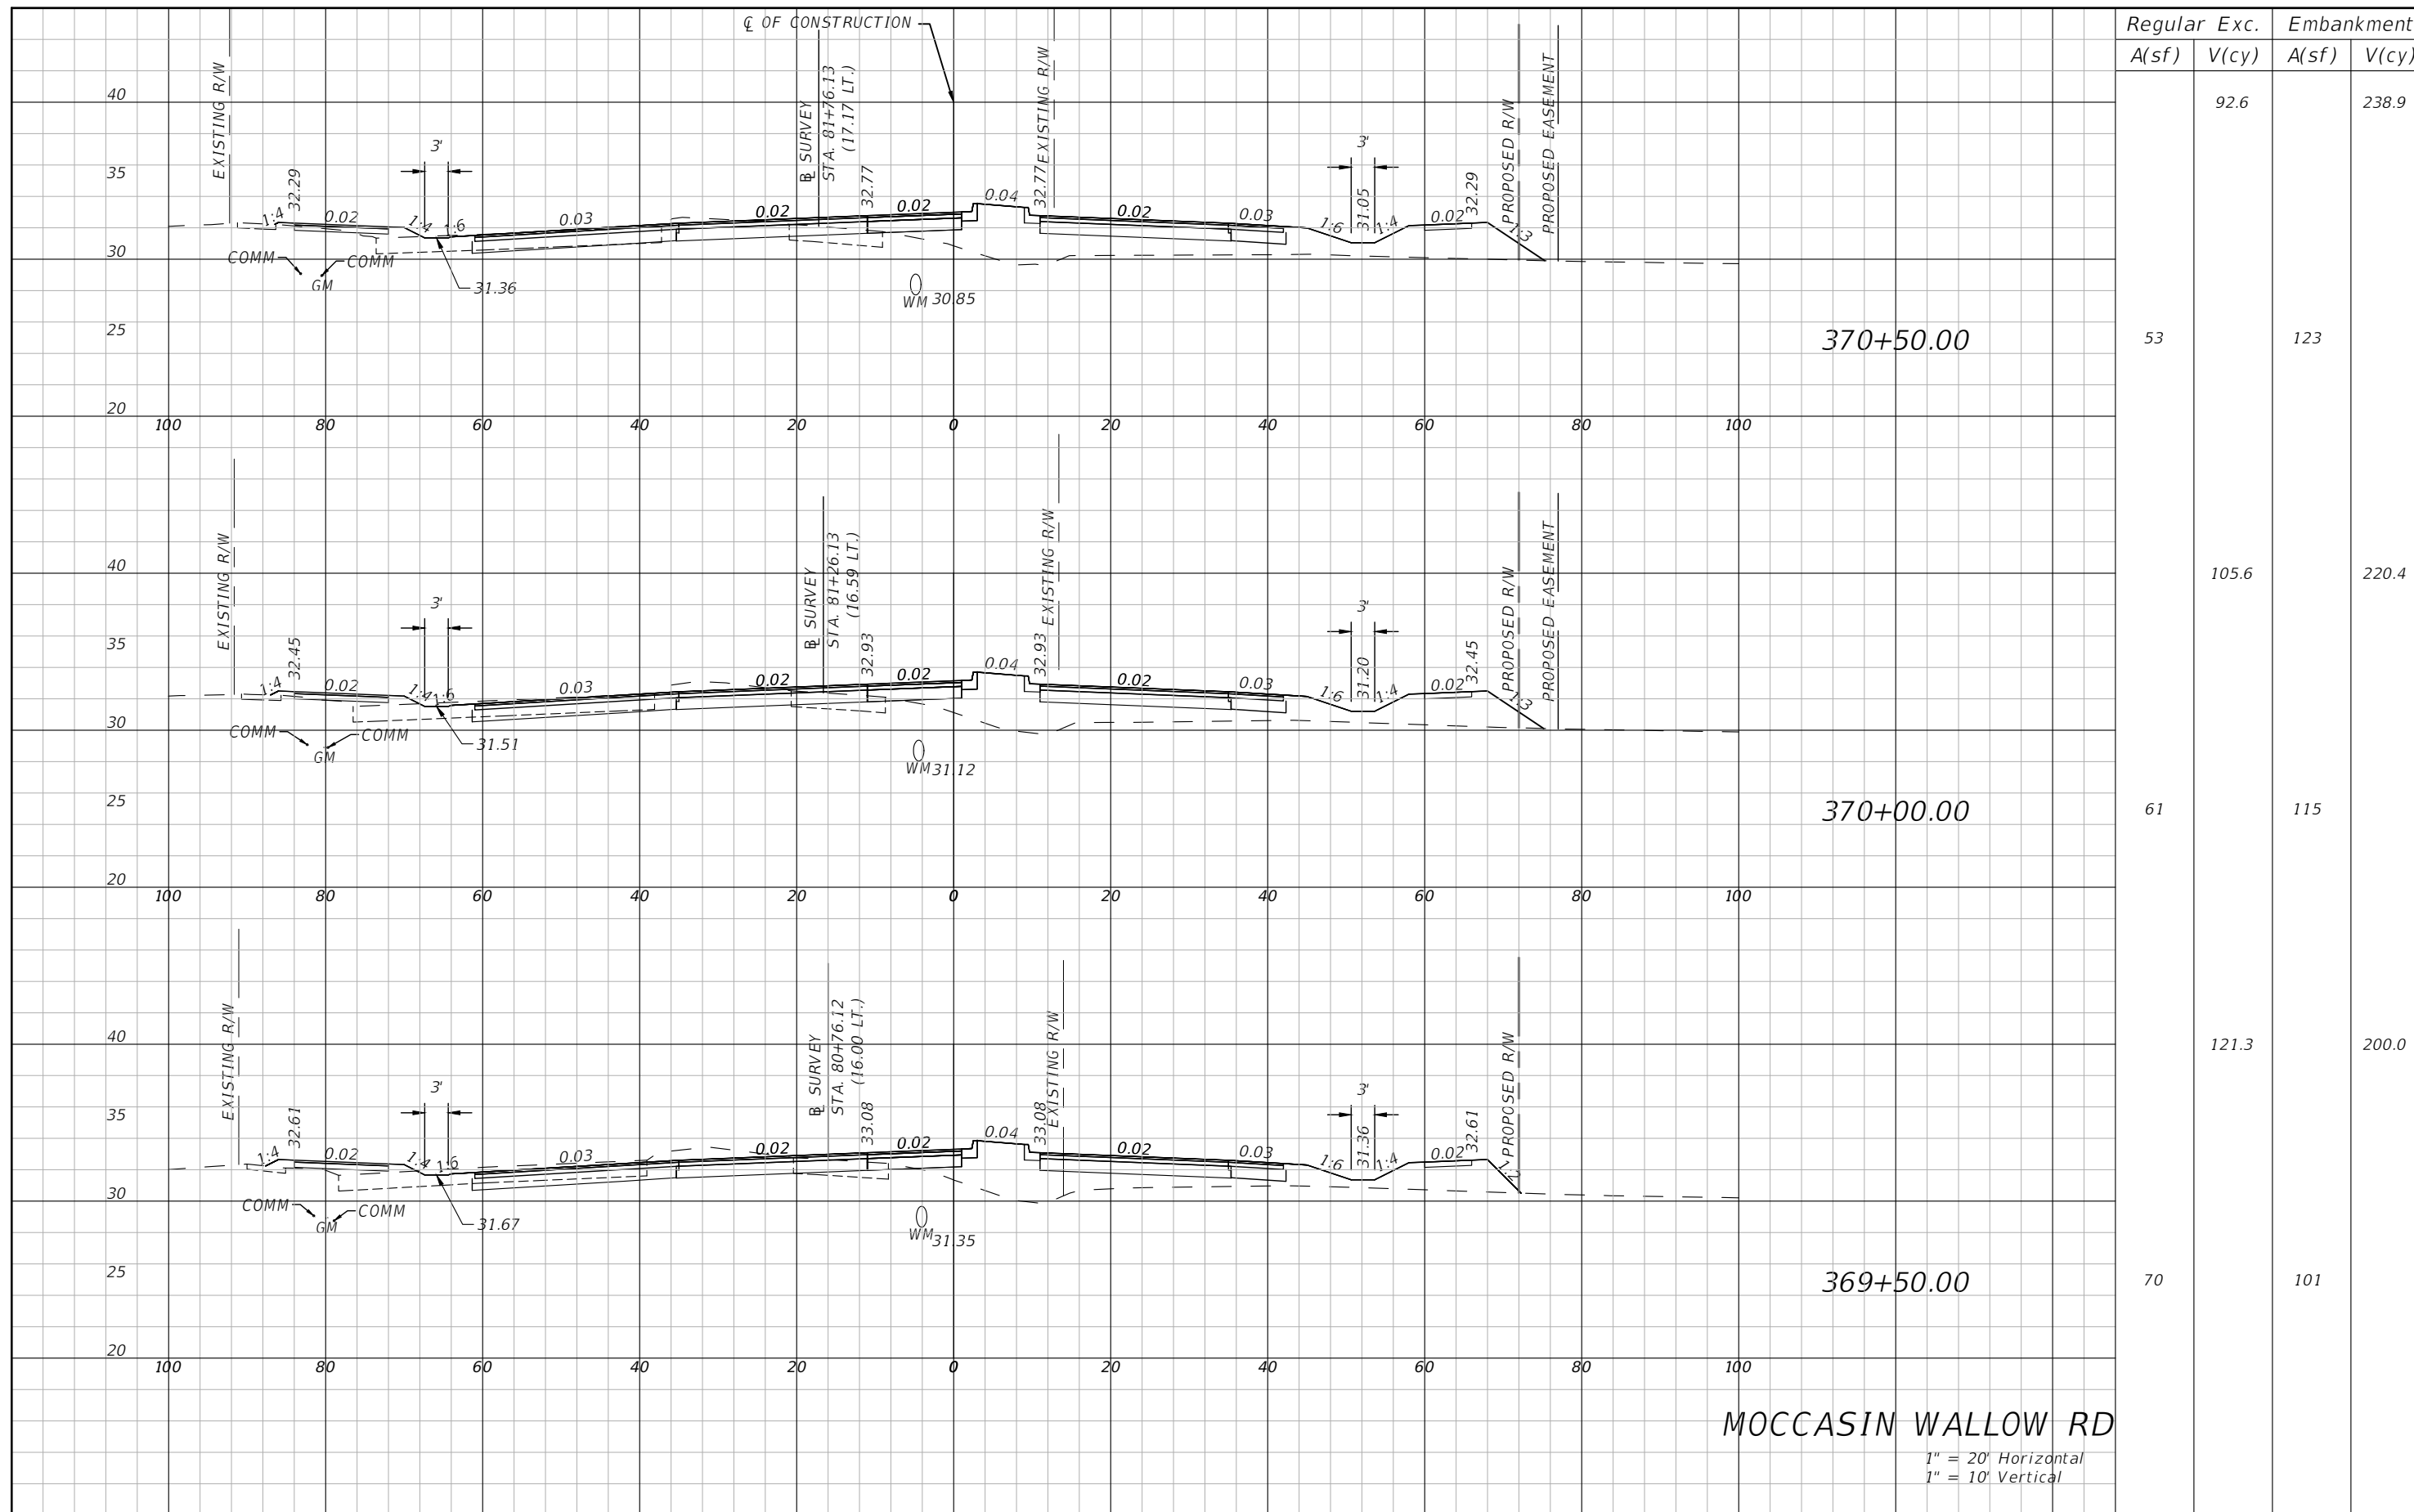 Regular Exc. Embankment
A(sf) V(cy) A(sf) V(cy)
℄ OF CONSTRUCTION
92.6 238.9
EXISTING R/W
℄ SURVEY
STA. 81+76.13
(17.17 LT.)
EXISTING R/W
PROPOSED R/W
PROPOSED EASEMENT
40
35
30
25
20
3'
3'
32.29
32.77
32.77
31.05
32.29
1:4
0.02
1:4
1:6
0.03
0.02
0.02
0.04
0.02
0.03
1:6
1:4
0.02
1:3
COMM
COMM
GM
31.36
WM 30.85
370+50.00
53 123
100 80 60 40 20 0 20 40 60 80 100
105.6 220.4
EXISTING R/W
℄ SURVEY
STA. 81+26.13
(16.59 LT.)
EXISTING R/W
PROPOSED R/W
PROPOSED EASEMENT
40
35
30
25
20
3'
3'
32.45
32.93
32.93
31.20
32.45
1:4
0.02
1:4
1:6
0.03
0.02
0.02
0.04
0.02
0.03
1:6
1:4
0.02
1:3
COMM
COMM
GM
31.51
WM 31.12
370+00.00
61 115
100 80 60 40 20 0 20 40 60 80 100
121.3 200.0
EXISTING R/W
℄ SURVEY
STA. 80+76.12
(16.00 LT.)
EXISTING R/W
PROPOSED R/W
40
35
30
25
20
3'
3'
32.61
33.08
33.08
31.36
32.61
1:4
0.02
1:4
1:6
0.03
0.02
0.02
0.04
0.02
0.03
1:6
1:4
0.02
COMM
COMM
GM
31.67
WM 31.35
369+50.00
70 101
100 80 60 40 20 0 20 40 60 80 100
MOCCASIN WALLOW RD
1" = 20' Horizontal
1" = 10' Vertical